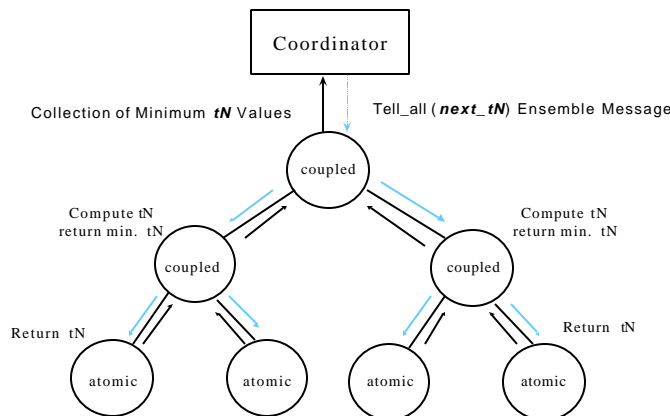 Coordinator
Collection of Minimum tN Values
Tell_all (next_tN) Ensemble Message
coupled
Compute tN
return min. tN
Compute tN
return min. tN
coupled
coupled
Return tN
Return tN
atomic
atomic
atomic
atomic